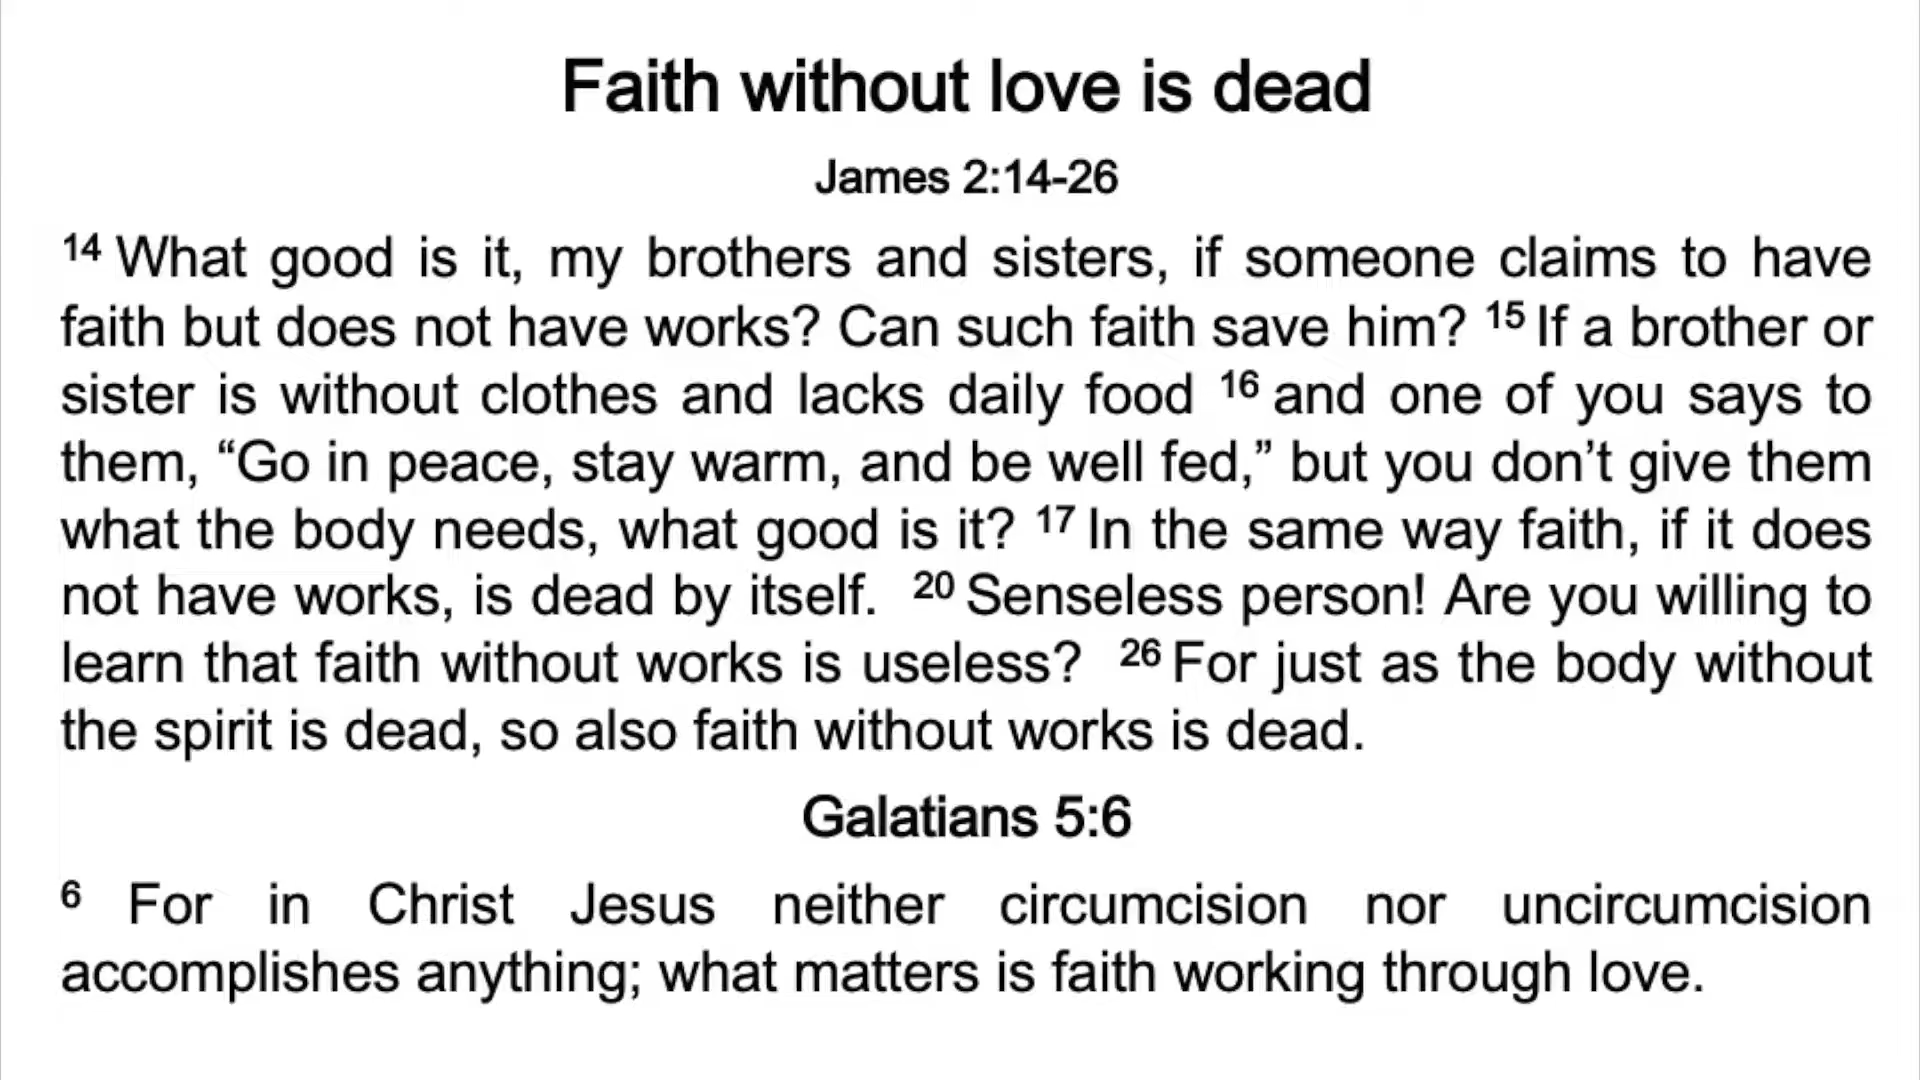 Faith without love is dead
James 2:14-26
14 What good is it, my brothers and sisters, if someone claims to have
faith but does not have works? Can such faith save him? 15 If a brother or
sister is without clothes and lacks daily food 16 and one of you says to
them, “Go in peace, stay warm, and be well fed,” but you don’t give them
what the body needs, what good is it? 17 In the same way faith, if it does
not have works, is dead by itself. 20 Senseless person! Are you willing to
learn that faith without works is useless? 26 For just as the body without
the spirit is dead, so also faith without works is dead.
Galatians 5:6
6 For in Christ Jesus neither circumcision nor uncircumcision
accomplishes anything; what matters is faith working through love.